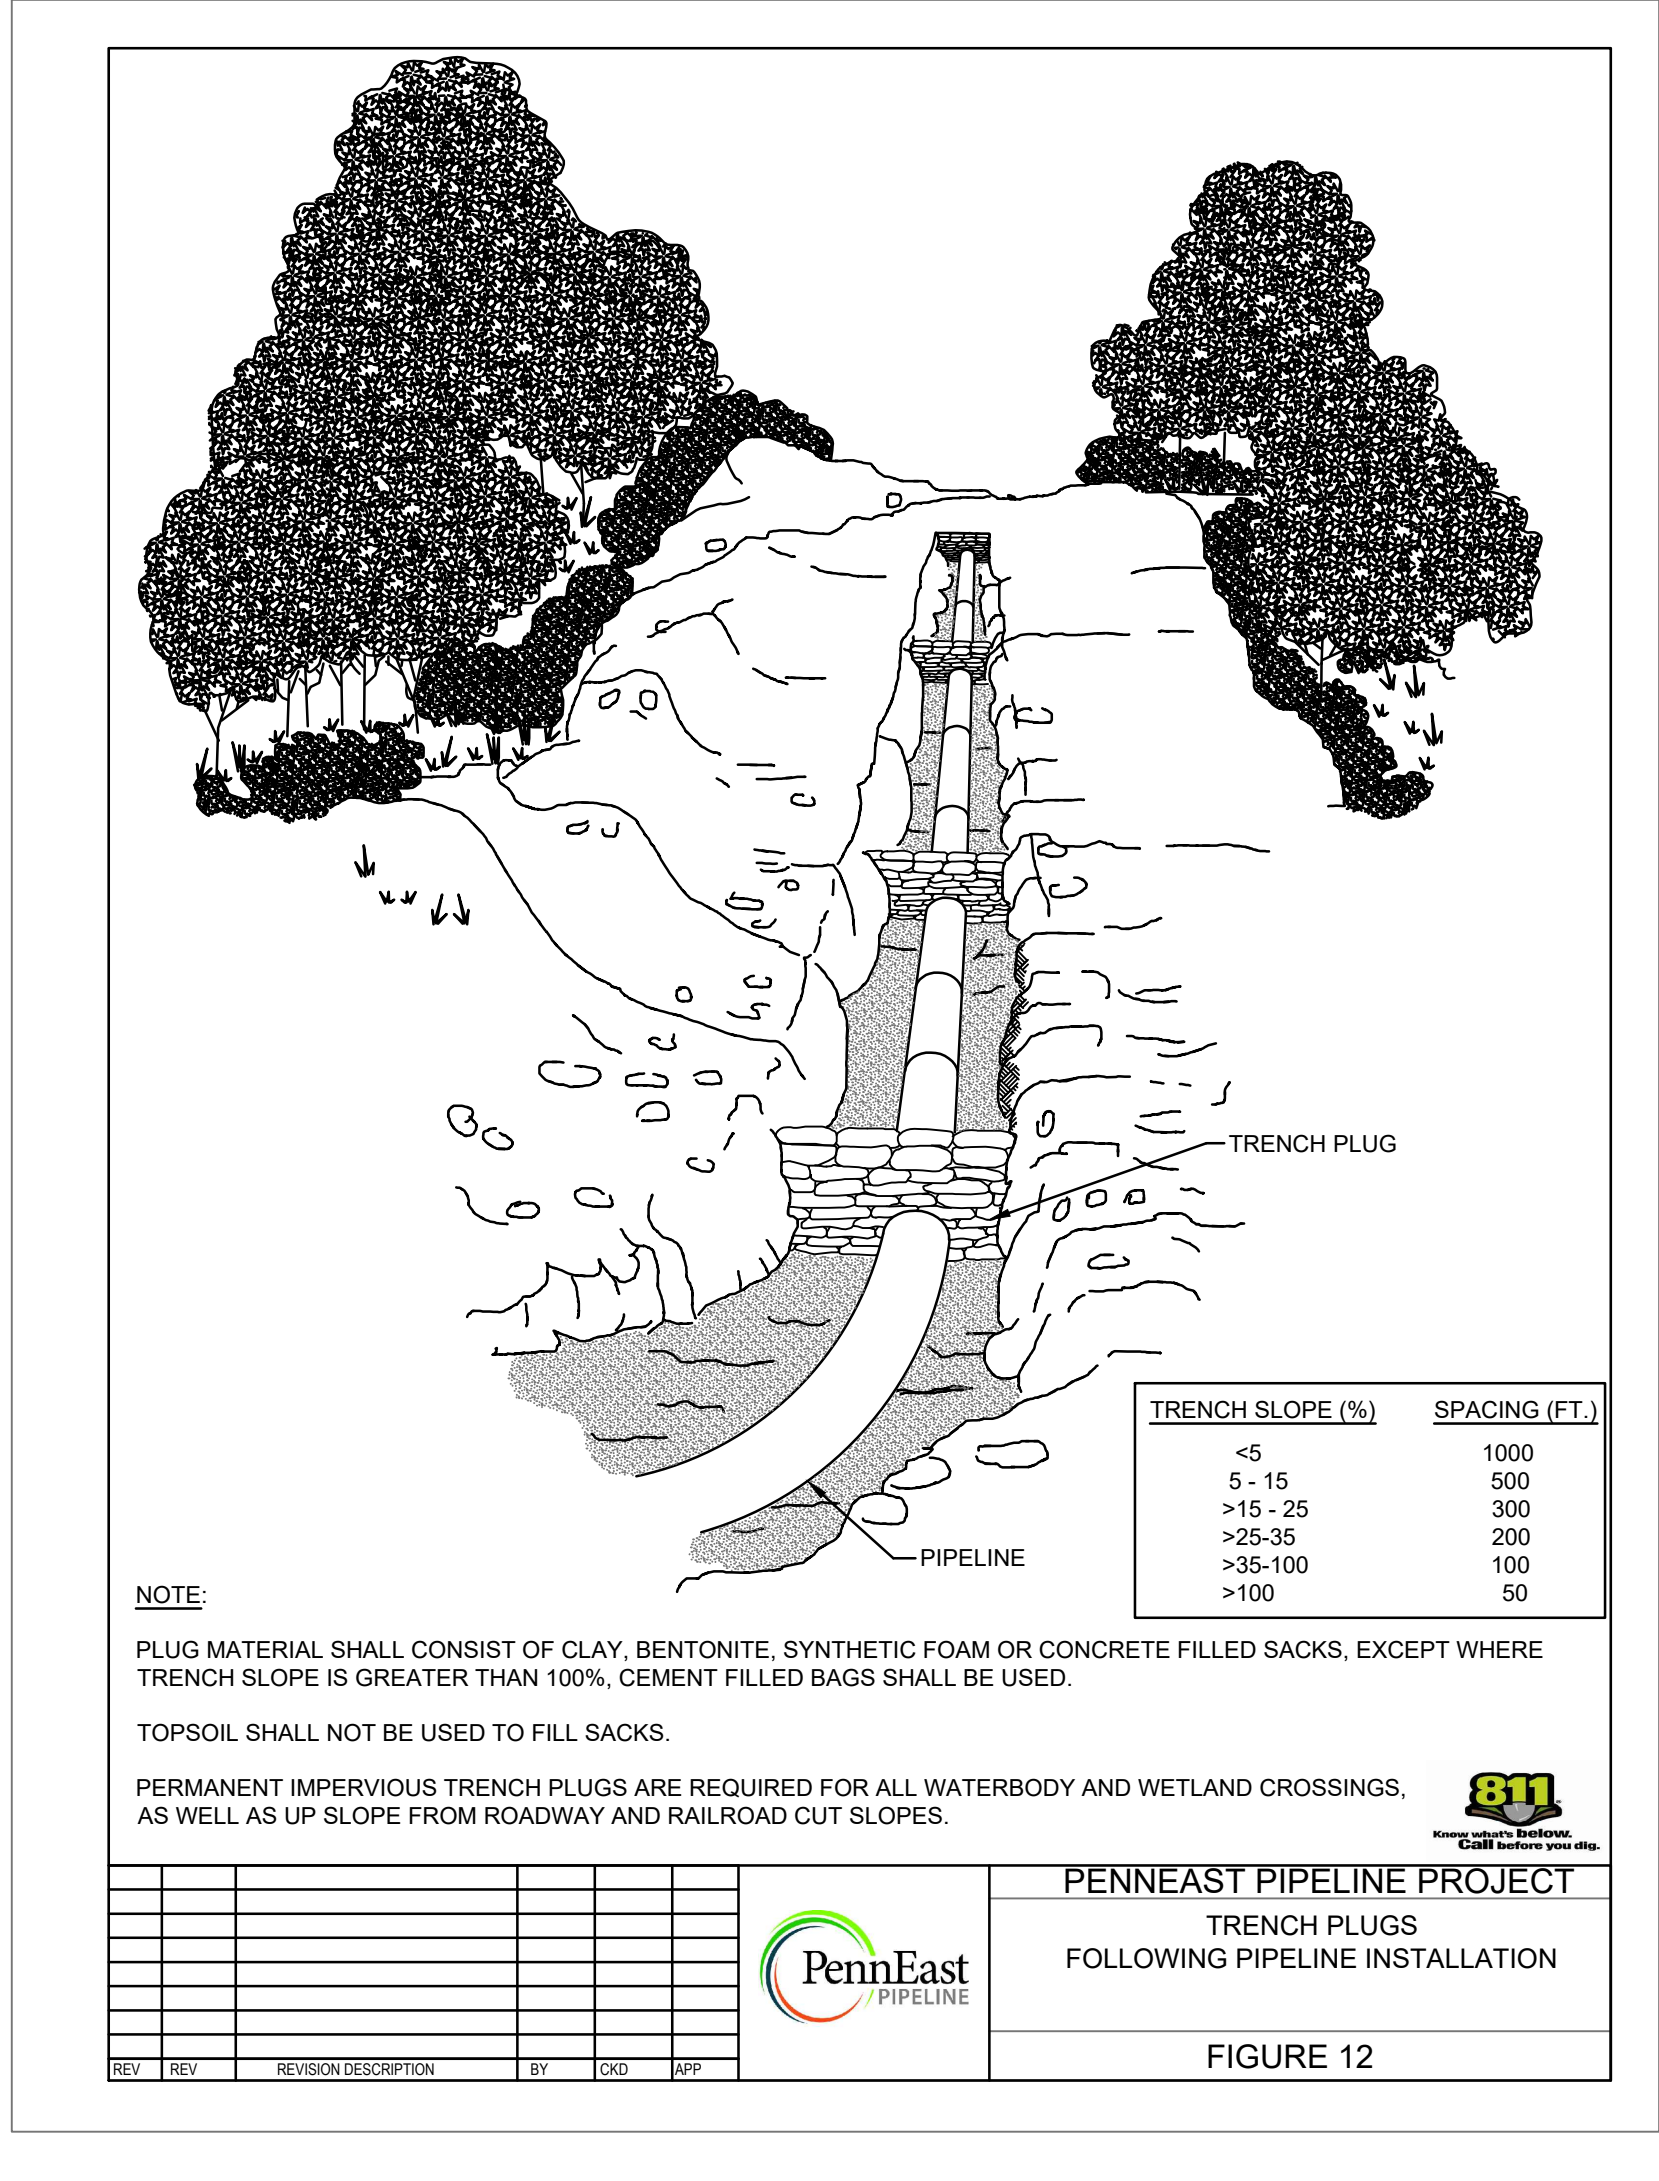 TRENCH PLUG
TRENCH SLOPE (%) SPACING (FT.)
<5 1000
5 - 15 500
>15 - 25 300
>25-35 200
>35-100 100
>100 50
PIPELINE
NOTE:
PLUG MATERIAL SHALL CONSIST OF CLAY, BENTONITE, SYNTHETIC FOAM OR CONCRETE FILLED SACKS, EXCEPT WHERE
TRENCH SLOPE IS GREATER THAN 100%, CEMENT FILLED BAGS SHALL BE USED.
TOPSOIL SHALL NOT BE USED TO FILL SACKS.
PERMANENT IMPERVIOUS TRENCH PLUGS ARE REQUIRED FOR ALL WATERBODY AND WETLAND CROSSINGS,
AS WELL AS UP SLOPE FROM ROADWAY AND RAILROAD CUT SLOPES.
811
Know what's below.
Call before you dig.
REV REV REVISION DESCRIPTION BY CKD APP
PennEast
PIPELINE
PENNEAST PIPELINE PROJECT
TRENCH PLUGS
FOLLOWING PIPELINE INSTALLATION
FIGURE 12